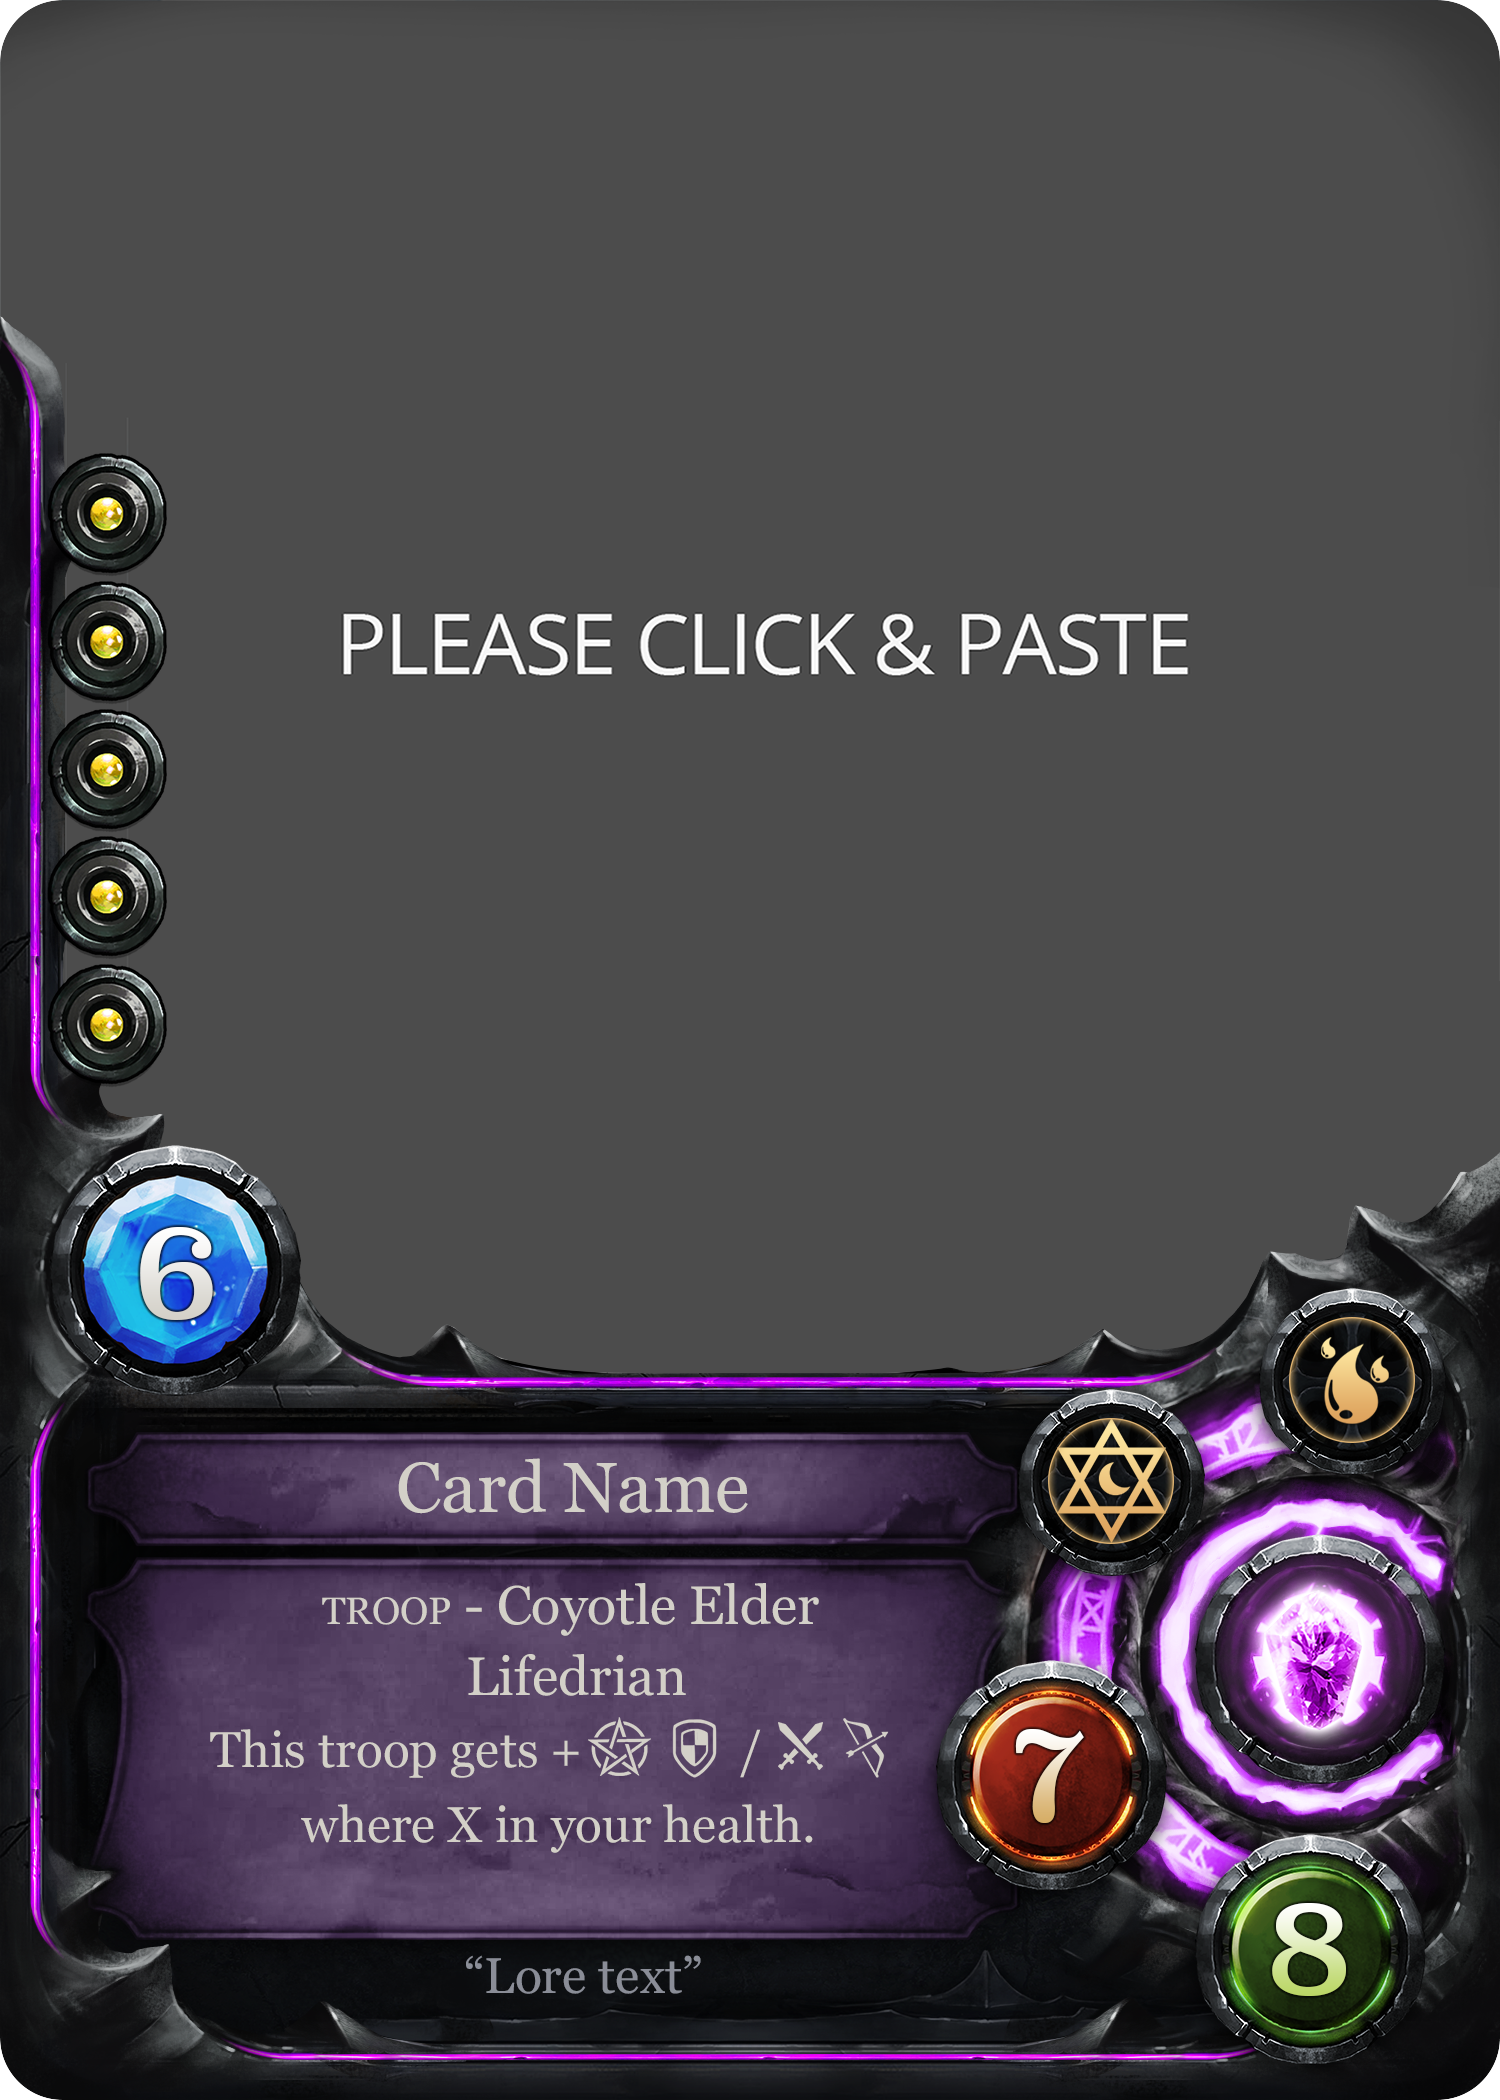 PLEASE CLICK & PASTE
6
Card Name
TROOP - Coyotle Elder
Lifedrian
This troop gets + /
where X in your health.
7
8
“Lore text”